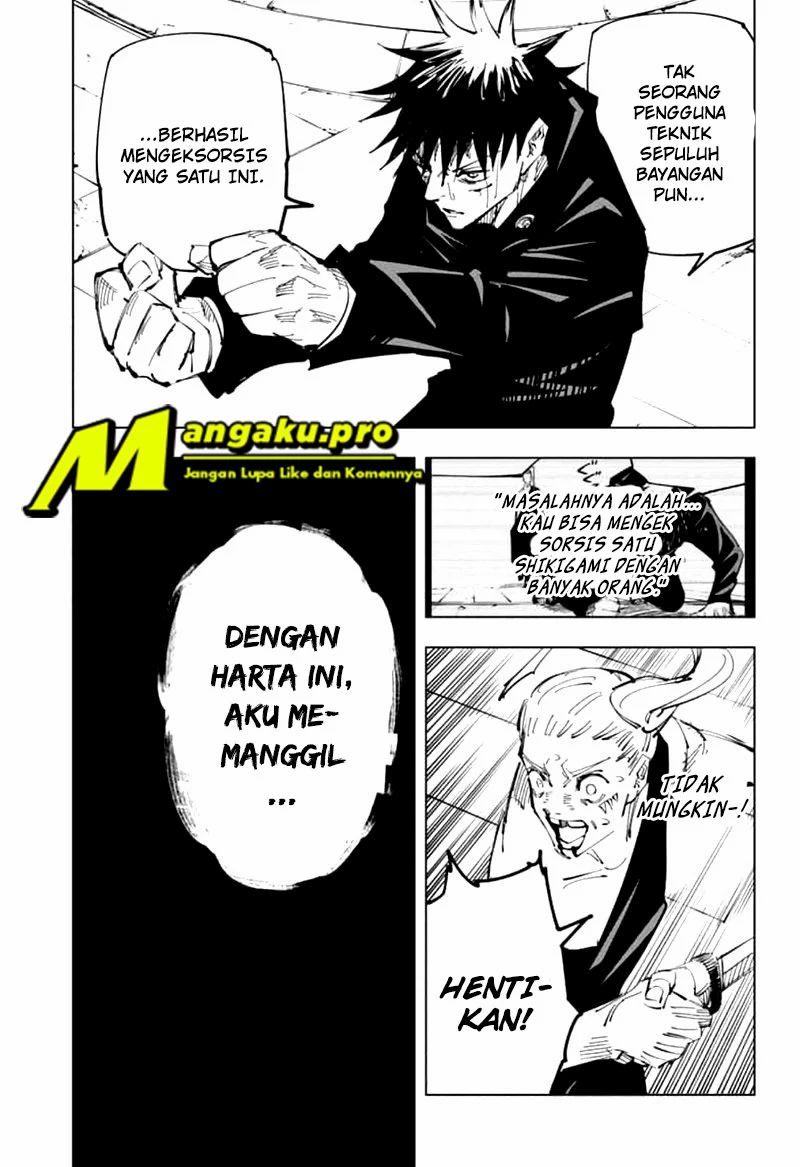 TAK
SEORANG
PENGGUNA
TEKNIK
SEPULUH
BAYANGAN
PUN...
...BERHASIL
MENGEKSORSIS
YANG SATU INI.
Mangaku.pro
Jangan Lupa Like dan Komennya
"MASALAHNYA ADALAH...
KAU BISA MENGEK
SORSIS SATU
SHIKIGAMI DENGAN
BANYAK ORANG."
TIDAK
MUNGKIN-!
HENTI-
KAN!
DENGAN
HARTA INI,
AKU ME-
MANGGIL
...